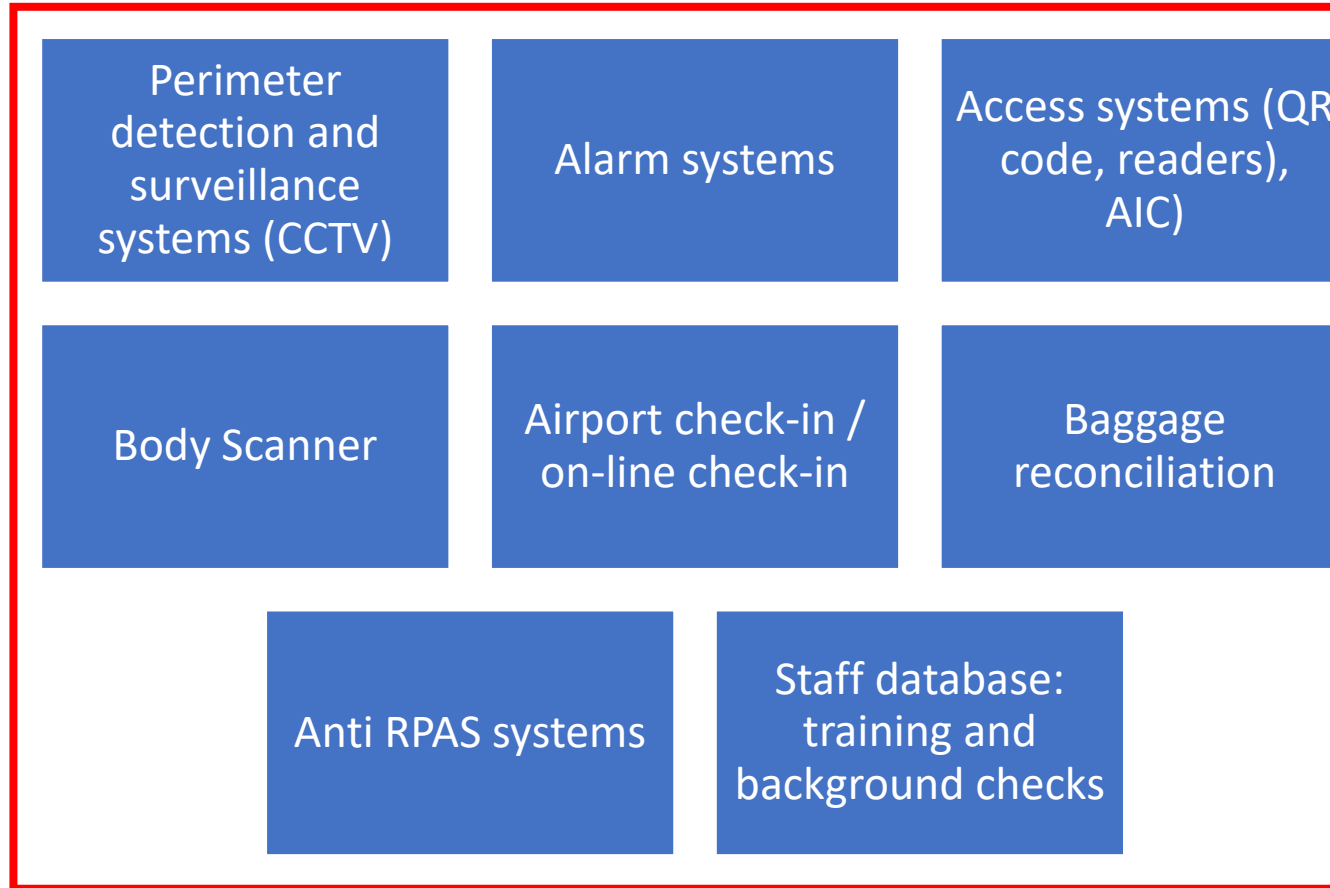 Perimeter
detection and
surveillance
systems (CCTV)
Alarm systems
Access systems (QR
code, readers),
AIC)
Body Scanner
Airport check-in /
on-line check-in
Baggage
reconciliation
Anti RPAS systems
Staff database:
training and
background checks